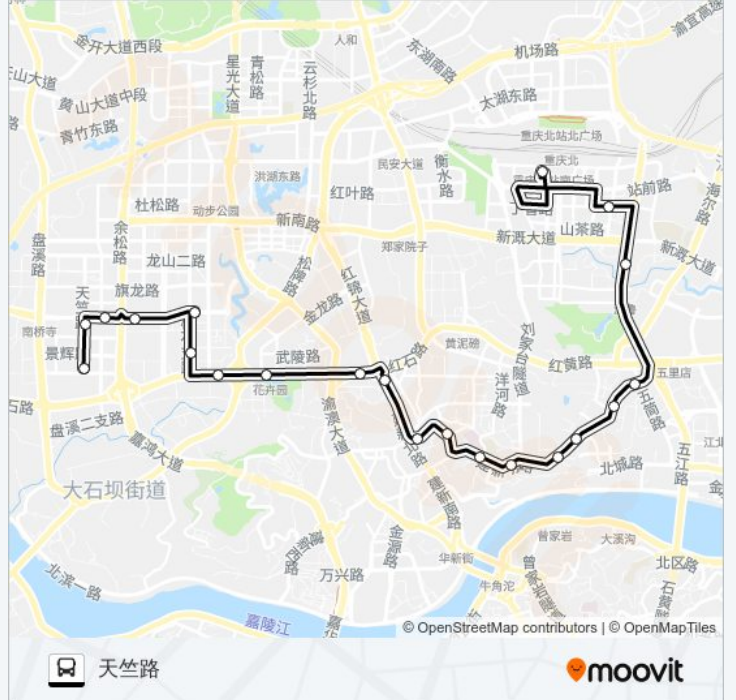 渝宜高速
金开大道西段
人和
东湖南路
机场路
星光大道
青松路
云杉北路
山大道
黄山大道中段
太湖东路
青竹东路
重庆北站北广场
民安大道
衡水路
重庆北
洪湖东路
红叶路
站前路
海尔路
杜松路
动步公园
余松路
新南路
新溉大道
山茶路
郑家院子
盘溪路
龙山二路
松牌路
红锦大道
新溉大道
天竺路
旗龙路
金龙路
南桥寺
刘家台隧道
黄泥磅
景辉
武陵路
红石路
红黄路
五里店
花卉园
洋河路
石路
盘溪二支路
渝澳大道
五简路
嘉鸿大道
五江路
江北
北城路
大石坝街道
建新南路
建新西路
金源路
曾家岩
大溪沟
华新街
北区路
万兴路
牛角沱
北滨一路
嘉陵江
石黄
© OpenStreetMap contributors | © OpenMapTiles
天竺路
moovit